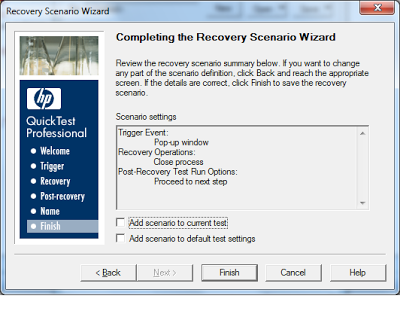 Recovery Scenario Wizard
Completing the Recovery Scenario Wizard
Review the recovery scenario summary below. If you want to change
any part of the scenario definition, click Back and reach the appropriate
screen. If the details are correct, click Finish to save the recovery
scenario.
hp
QuickTest
Professional
Welcome
Trigger
Recovery
Post-recovery
Name
Finish
Scenario settings
Trigger Event:
Pop-up window
Recovery Operations:
Close process
Post-Recovery Test Run Options:
Proceed to next step
Add scenario to current test
Add scenario to default test settings
< Back
Next >
Finish
Cancel
Help